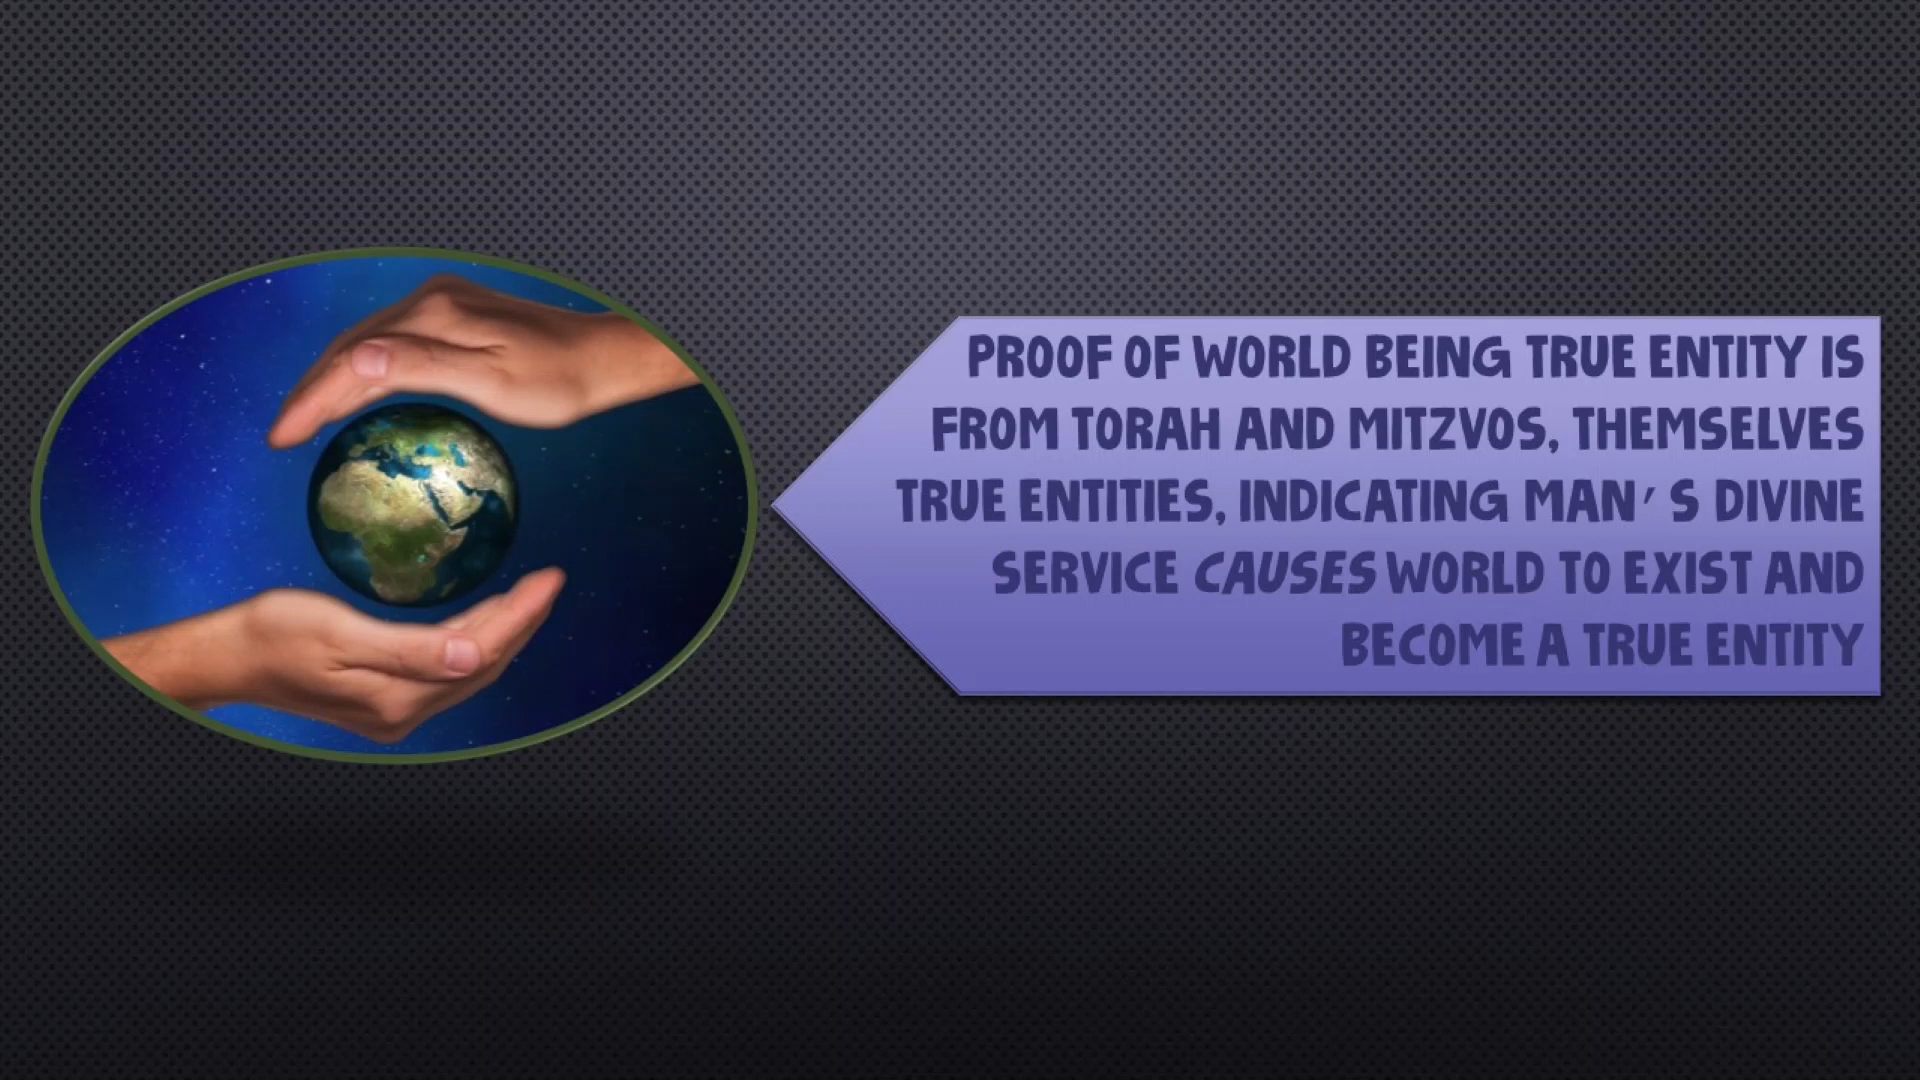 PROOF OF WORLD BEING TRUE ENTITY IS
FROM TORAH AND MITZVOS, THEMSELVES
TRUE ENTITIES, INDICATING MAN'S DIVINE
SERVICE CAUSES WORLD TO EXIST AND
BECOME A TRUE ENTITY